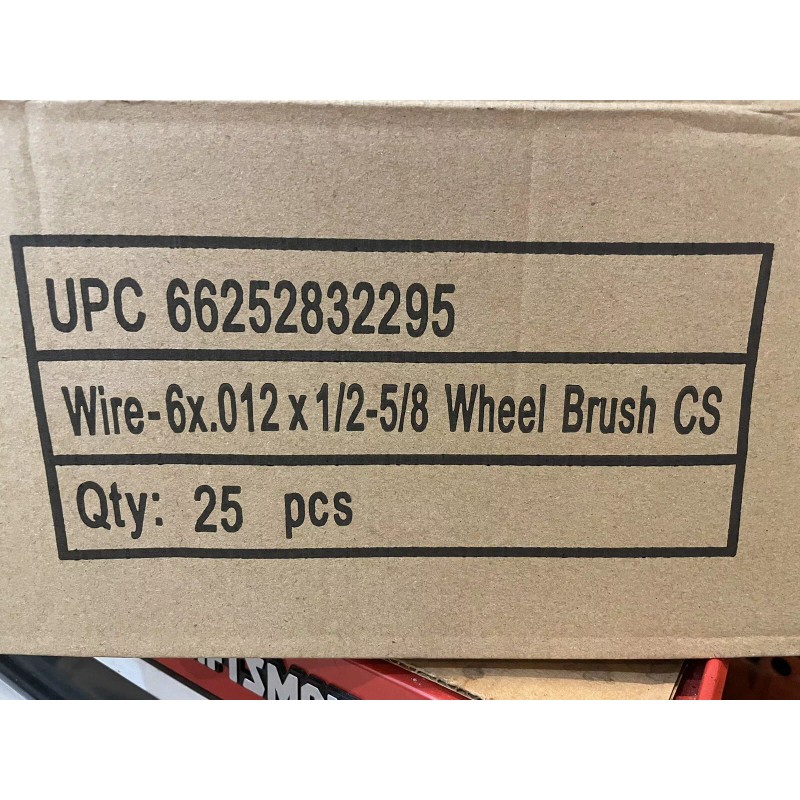 UPC 66252832295
Wire-6x.012 x 1/2-5/8 Wheel Brush CS
Qty: 25 pcs